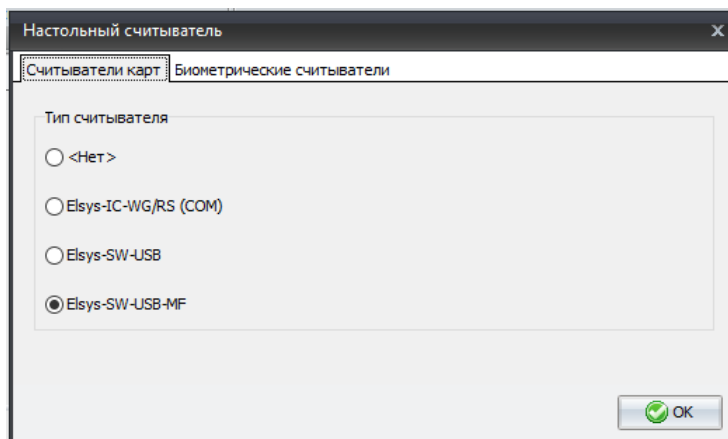 Настольный считыватель
Считыватели карт Биометрические считыватели
Тип считывателя
<Нет>
Elsys-IC-WG/RS (COM)
Elsys-SW-USB
Elsys-SW-USB-MF
OK